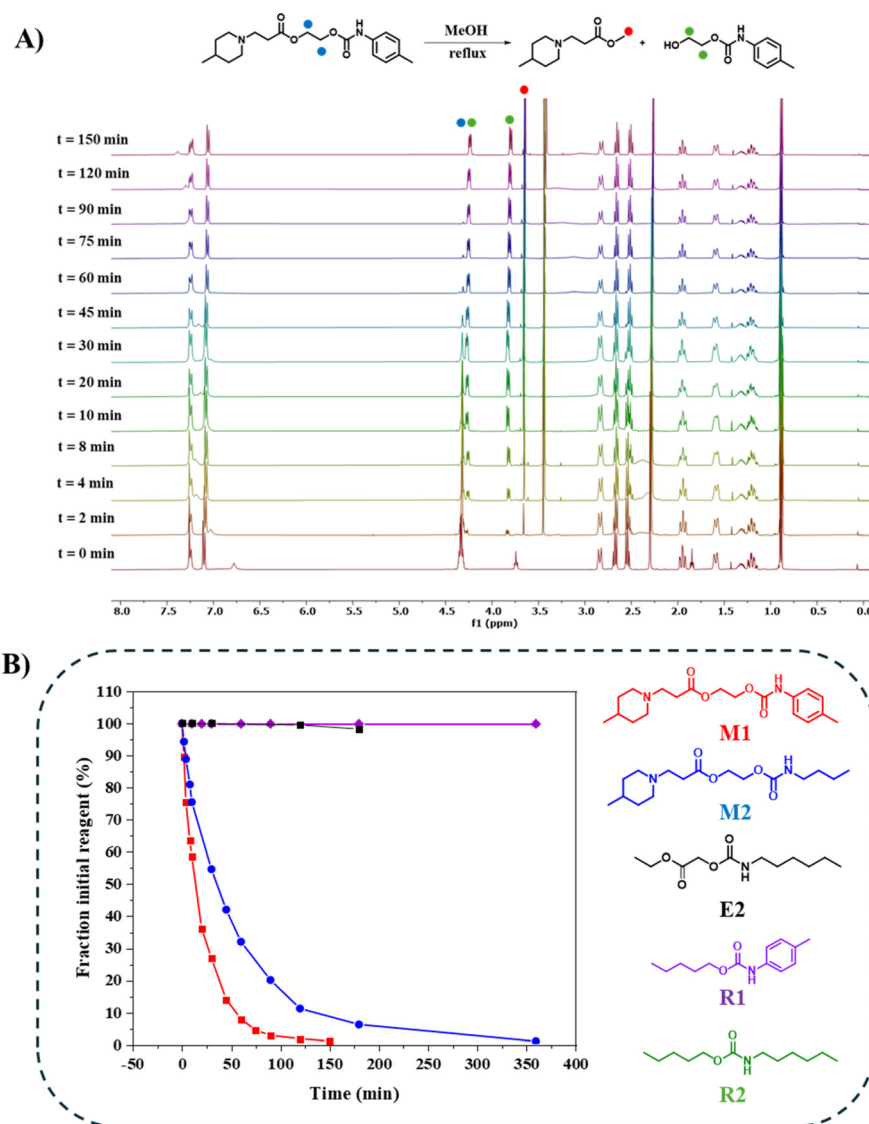 A)
MeOH
reflux
t = 150 min
t = 120 min
t = 90 min
t = 75 min
t = 60 min
t = 45 min
t = 30 min
t = 20 min
t = 10 min
t = 8 min
t = 4 min
t = 2 min
t = 0 min
8.0 7.5 7.0 6.5 6.0 5.5 5.0 4.5 4.0 3.5 3.0 2.5 2.0 1.5 1.0 0.5 0.0
f1 (ppm)
B)
Fraction initial reagent (%)
110
100
90
80
70
60
50
40
30
20
10
0
-50 0 50 100 150 200 250 300 350 400
Time (min)
M1
M2
E2
R1
R2